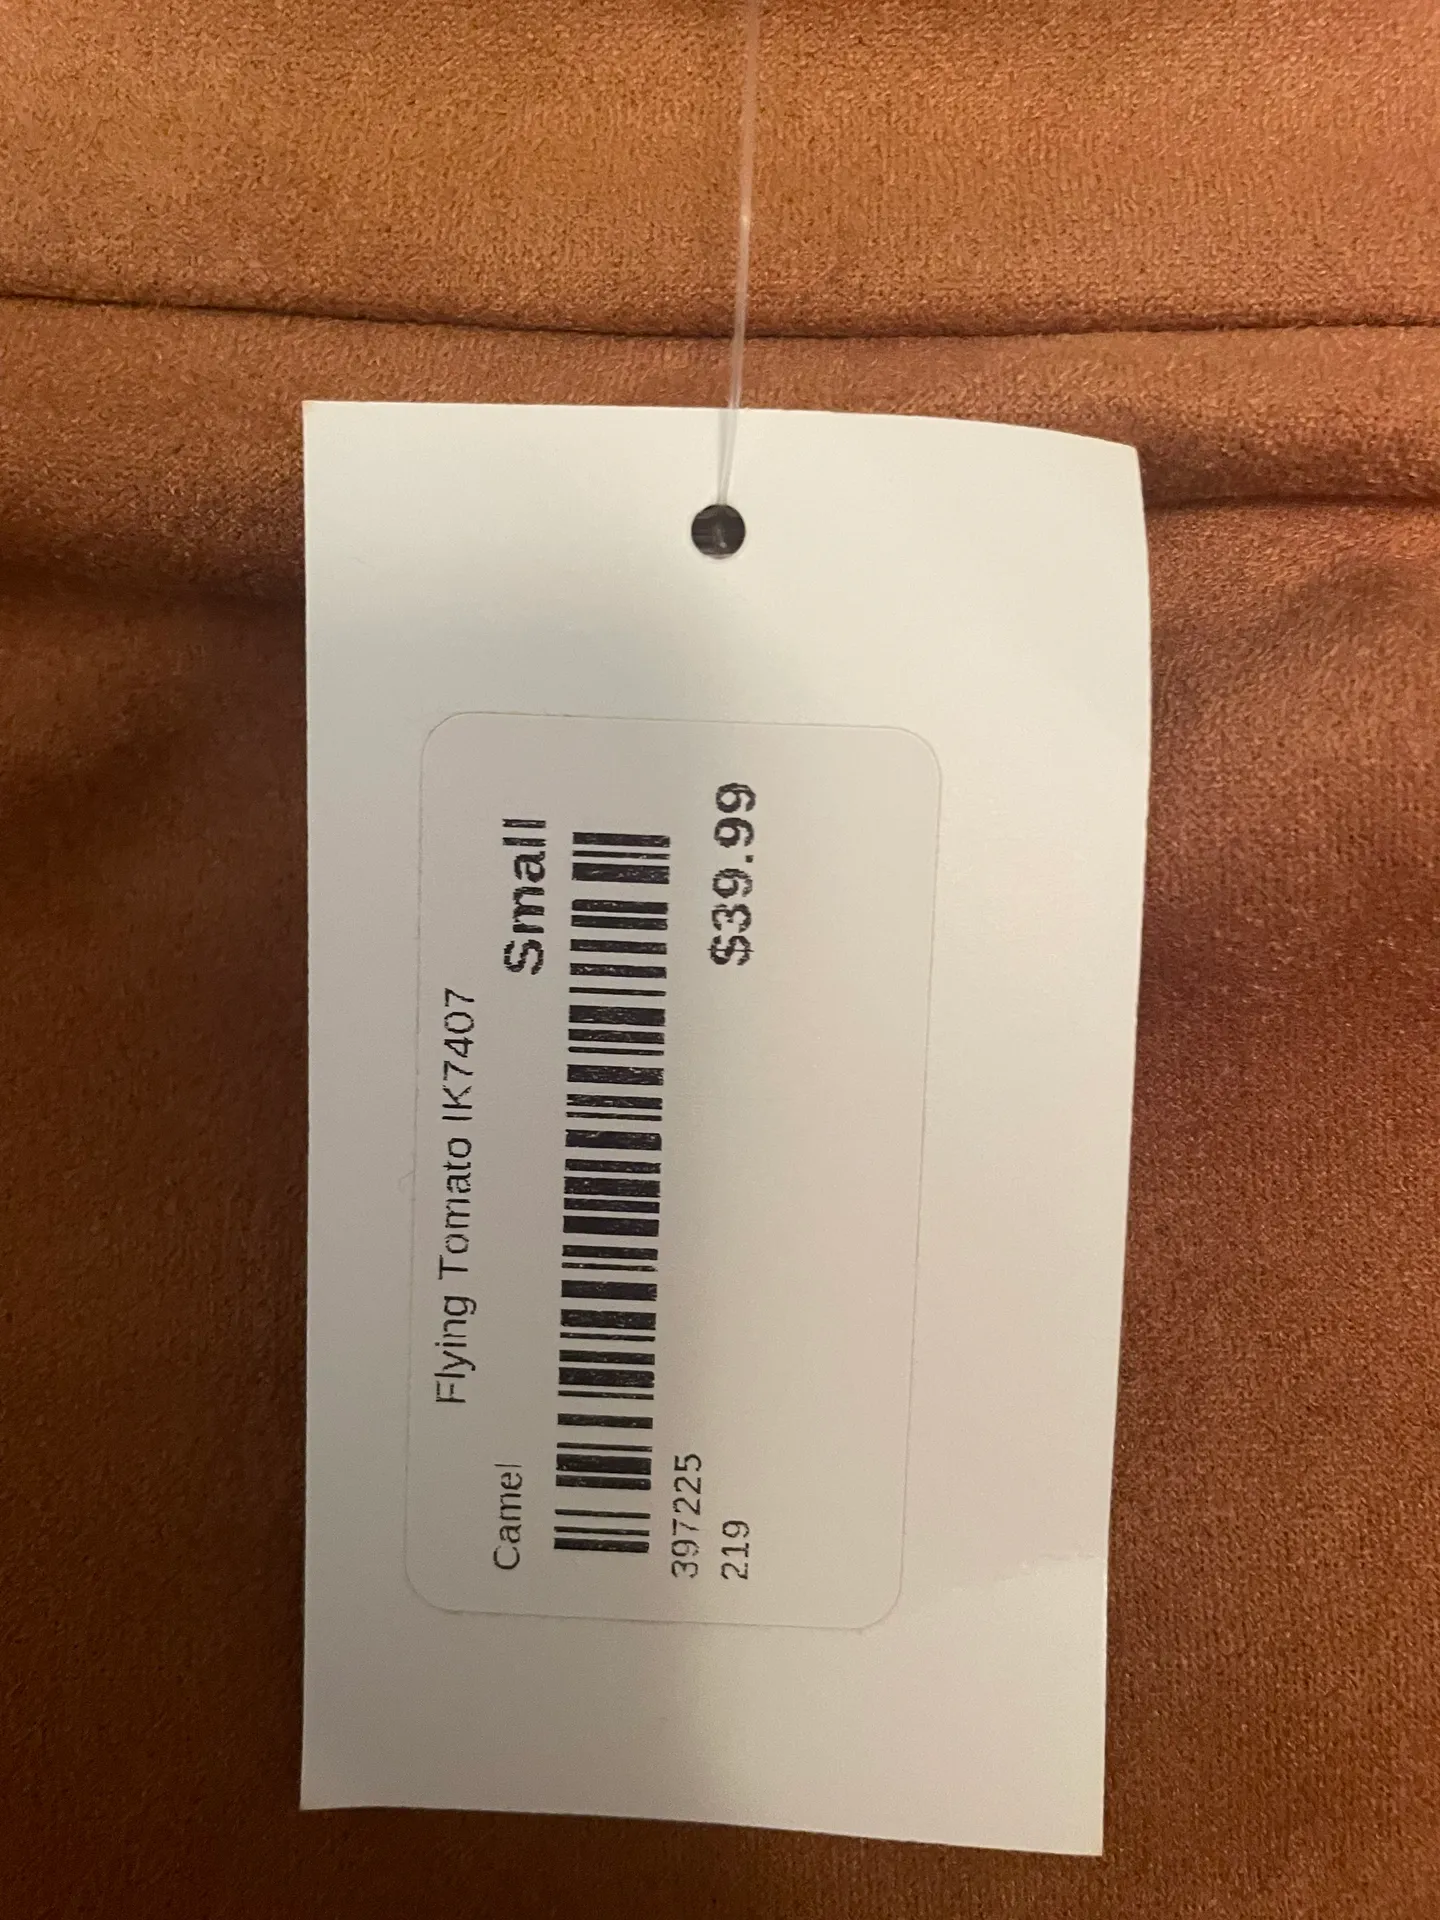 Flying Tomato IK7407
Camel
Small
397225
219
$39.99